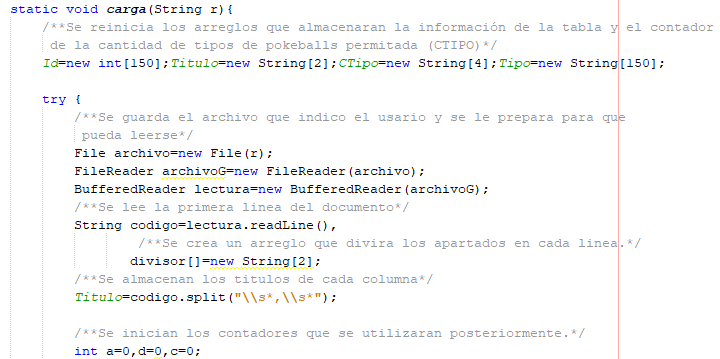 static void carga(String r){
/**Se reinicia los arreglos que almacenaran la información de la tabla y el contador
de la cantidad de tipos de pokeballs permitada (CTIPO)*/
Id=new int[150];Titulo=new String[2];CTipo=new String[4];Tipo=new String[150];
try {
/**Se guarda el archivo que indico el usario y se le prepara para que
pueda leerse*/
File archivo=new File(r);
FileReader archivoG=new FileReader(archivo);
BufferedReader lectura=new BufferedReader(archivoG);
/**Se lee la primera linea del documento*/
String codigo=lectura.readLine(),
/**Se crea un arreglo que divira los apartados en cada linea.*/
divisor[]=new String[2];
/**Se almacenan los titulos de cada columna*/
Titulo=codigo.split("\\s*,\\s*");
/**Se inician los contadores que se utilizaran posteriormente.*/
int a=0,d=0,c=0;